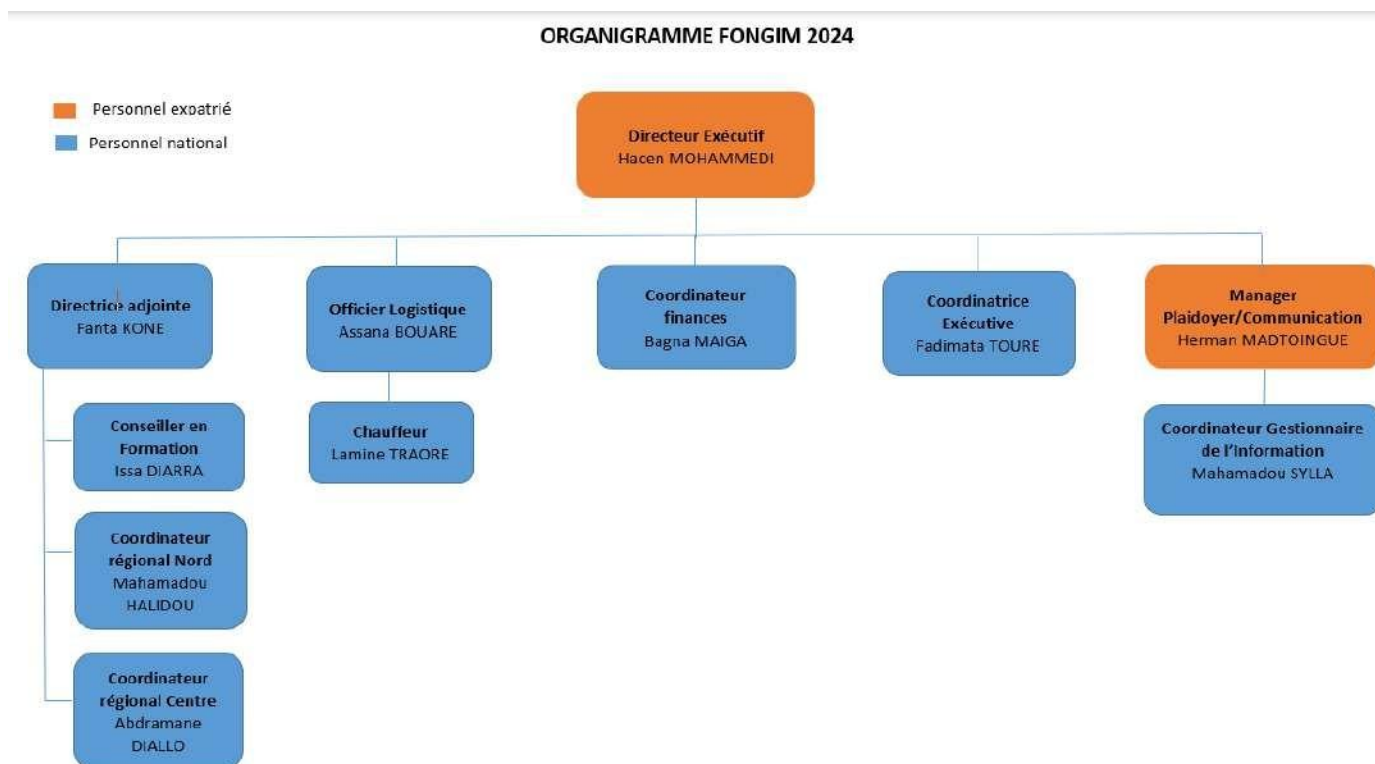 ORGANIGRAMME FONGIM 2024
Personnel expatrié
Personnel national
Directeur Exécutif
Hacen MOHAMMEDI
Directrice adjointe
Fanta KONE
Officier Logistique
Assana BOUARE
Coordinateur
finances
Bagna MAIGA
Coordinatrice
Exécutive
Fadimata TOURE
Manager
Plaidoyer/Communication
Herman MADTOINGUE
Conseiller en
Formation
Issa DIARRA
Chauffeur
Lamine TRAORE
Coordinateur Gestionnaire
de l'Information
Mahamadou SYLLA
Coordinateur
régional Nord
Mahamadou
HALIDOU
Coordinateur
régional Centre
Abdramane
DIALLO